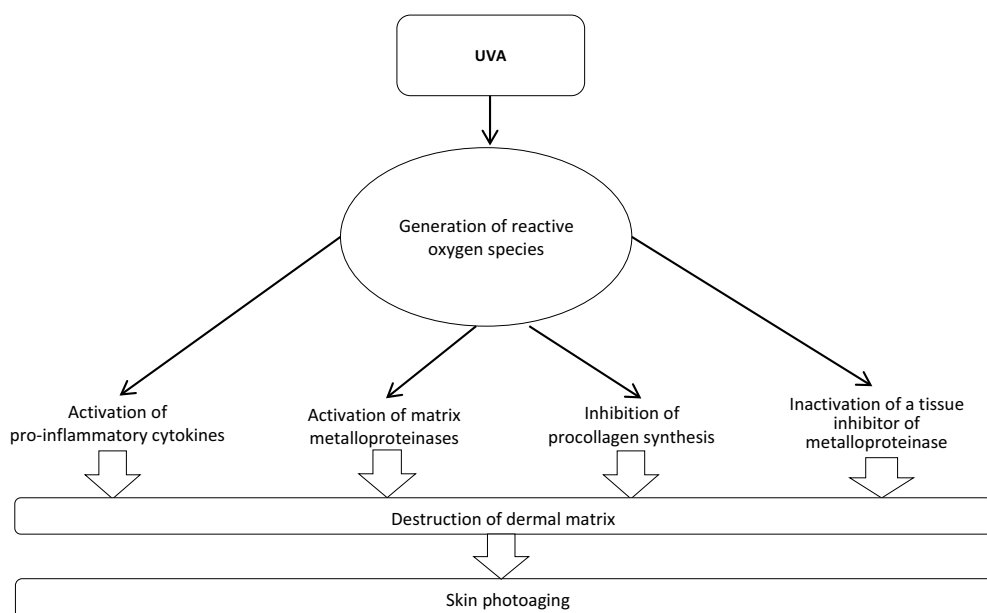 UVA
Generation of reactive
oxygen species
Activation of
pro-inflammatory cytokines
Activation of matrix
metalloproteinases
Inhibition of
procollagen synthesis
Inactivation of a tissue
inhibitor of
metalloproteinase
Destruction of dermal matrix
Skin photoaging